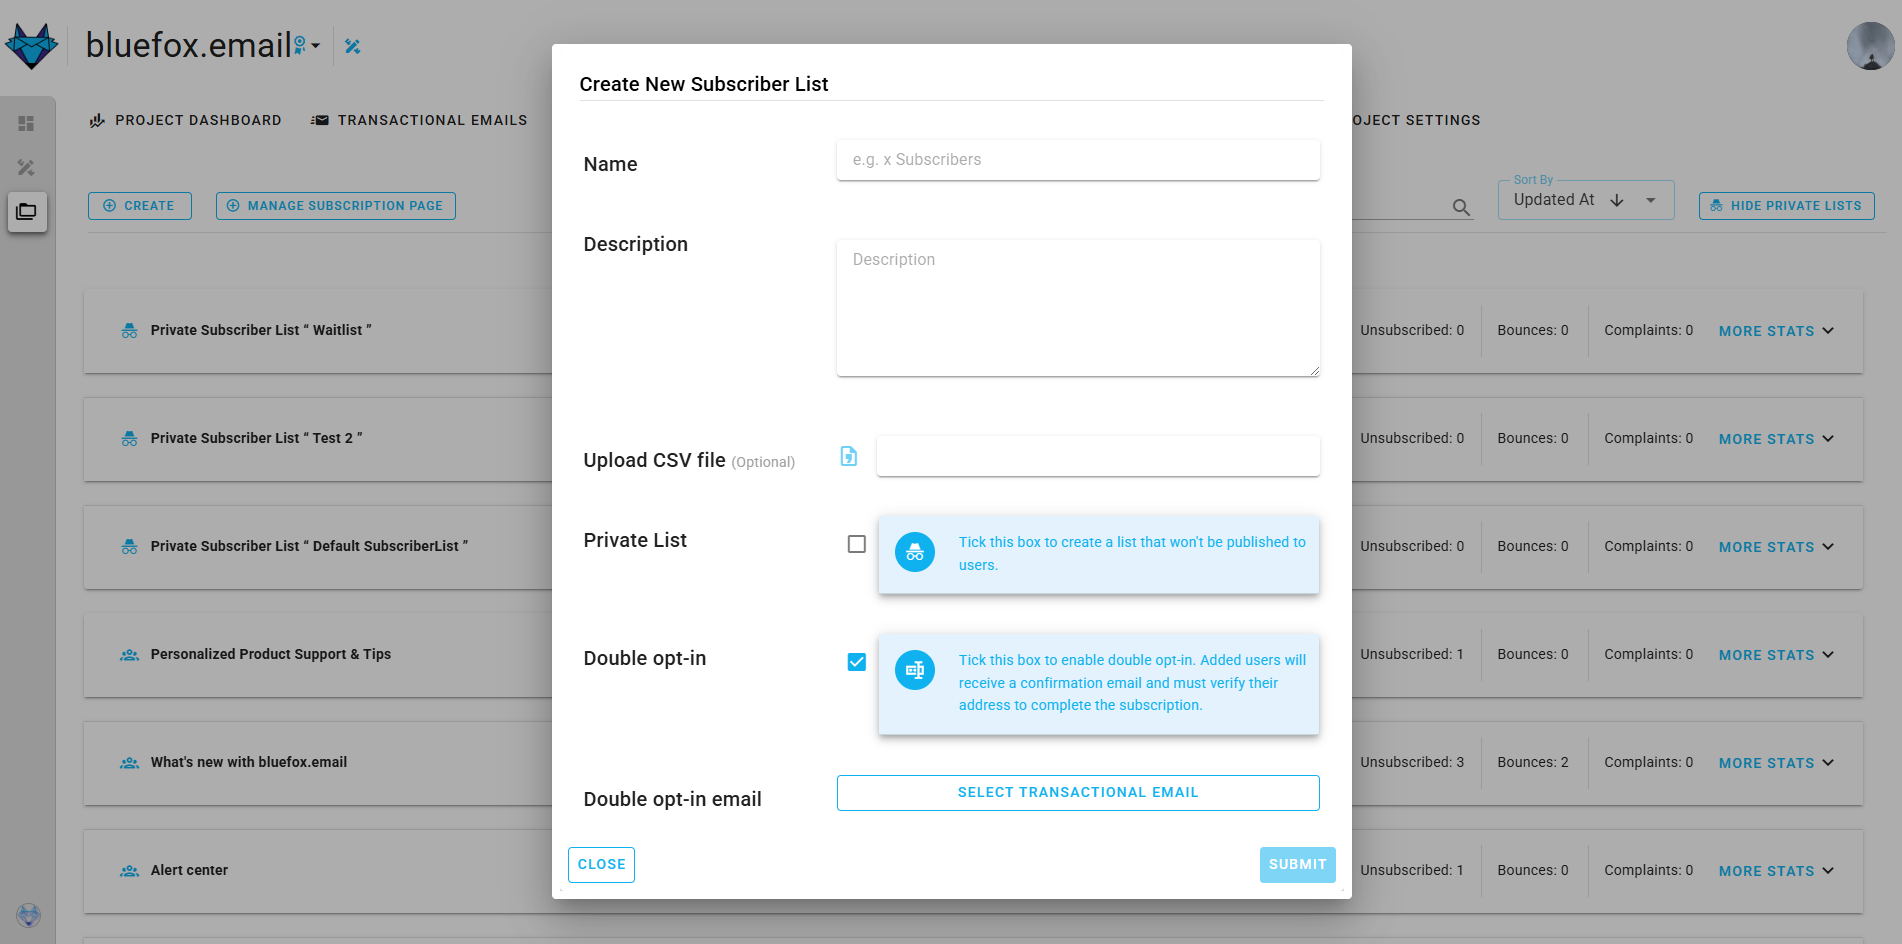 bluefox.email
PROJECT DASHBOARD
TRANSACTIONAL EMAILS
OJECT SETTINGS
CREATE
MANAGE SUBSCRIPTION PAGE
Sort By
Updated At
HIDE PRIVATE LISTS
Private Subscriber List “ Waitlist ”
Unsubscribed: 0
Bounces: 0
Complaints: 0
MORE STATS
Private Subscriber List “ Test 2 ”
Unsubscribed: 0
Bounces: 0
Complaints: 0
MORE STATS
Private Subscriber List “ Default SubscriberList ”
Unsubscribed: 0
Bounces: 0
Complaints: 0
MORE STATS
Personalized Product Support & Tips
Unsubscribed: 1
Bounces: 0
Complaints: 0
MORE STATS
What's new with bluefox.email
Unsubscribed: 3
Bounces: 2
Complaints: 0
MORE STATS
Alert center
Unsubscribed: 1
Bounces: 0
Complaints: 0
MORE STATS
Create New Subscriber List
Name
e.g. x Subscribers
Description
Description
Upload CSV file (Optional)
Private List
Tick this box to create a list that won't be published to
users.
Double opt-in
Tick this box to enable double opt-in. Added users will
receive a confirmation email and must verify their
address to complete the subscription.
Double opt-in email
SELECT TRANSACTIONAL EMAIL
CLOSE
SUBMIT